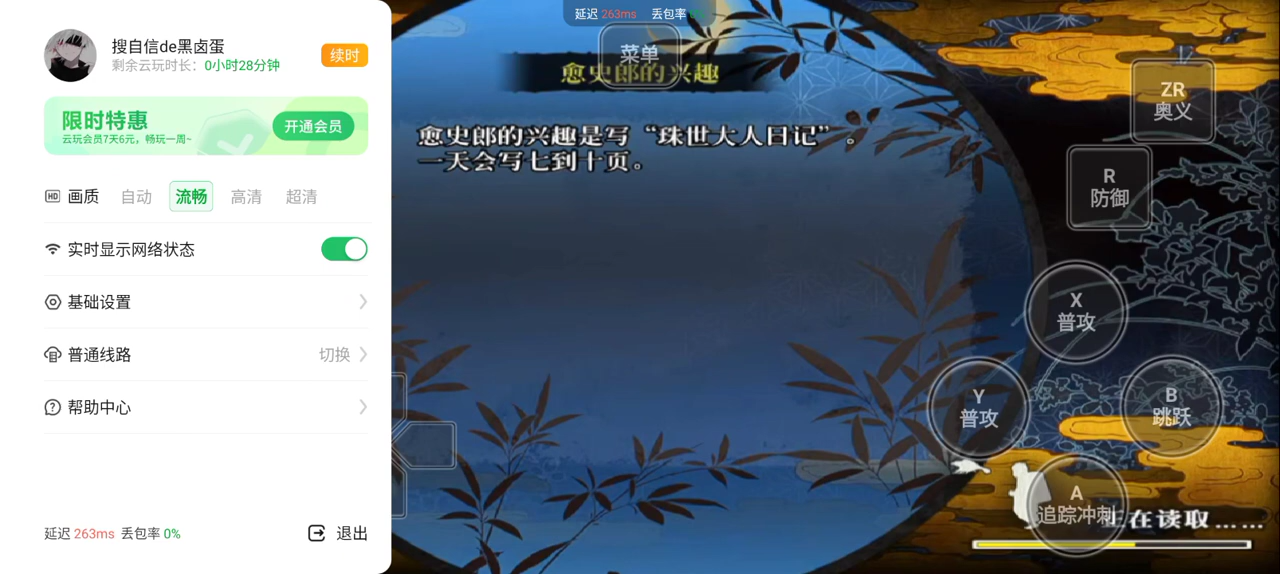 搜自信de黑卤蛋
剩余云玩时长：0小时28分钟
续时
限时特惠
云玩会员7天6元，畅玩一周~
开通会员
HD 画质 自动 流畅 高清 超清
实时显示网络状态
基础设置
普通线路 切换
帮助中心
延迟 263ms 丢包率 0%
退出
延迟 263ms 丢包率 0%
菜单
愈史郎的兴趣
愈史郎的兴趣是写“珠世大人日记”。
一天会写七到十页。
ZR
奥义
R
防御
X
普攻
Y
普攻
B
跳跃
A
追踪冲刺
正在读取……